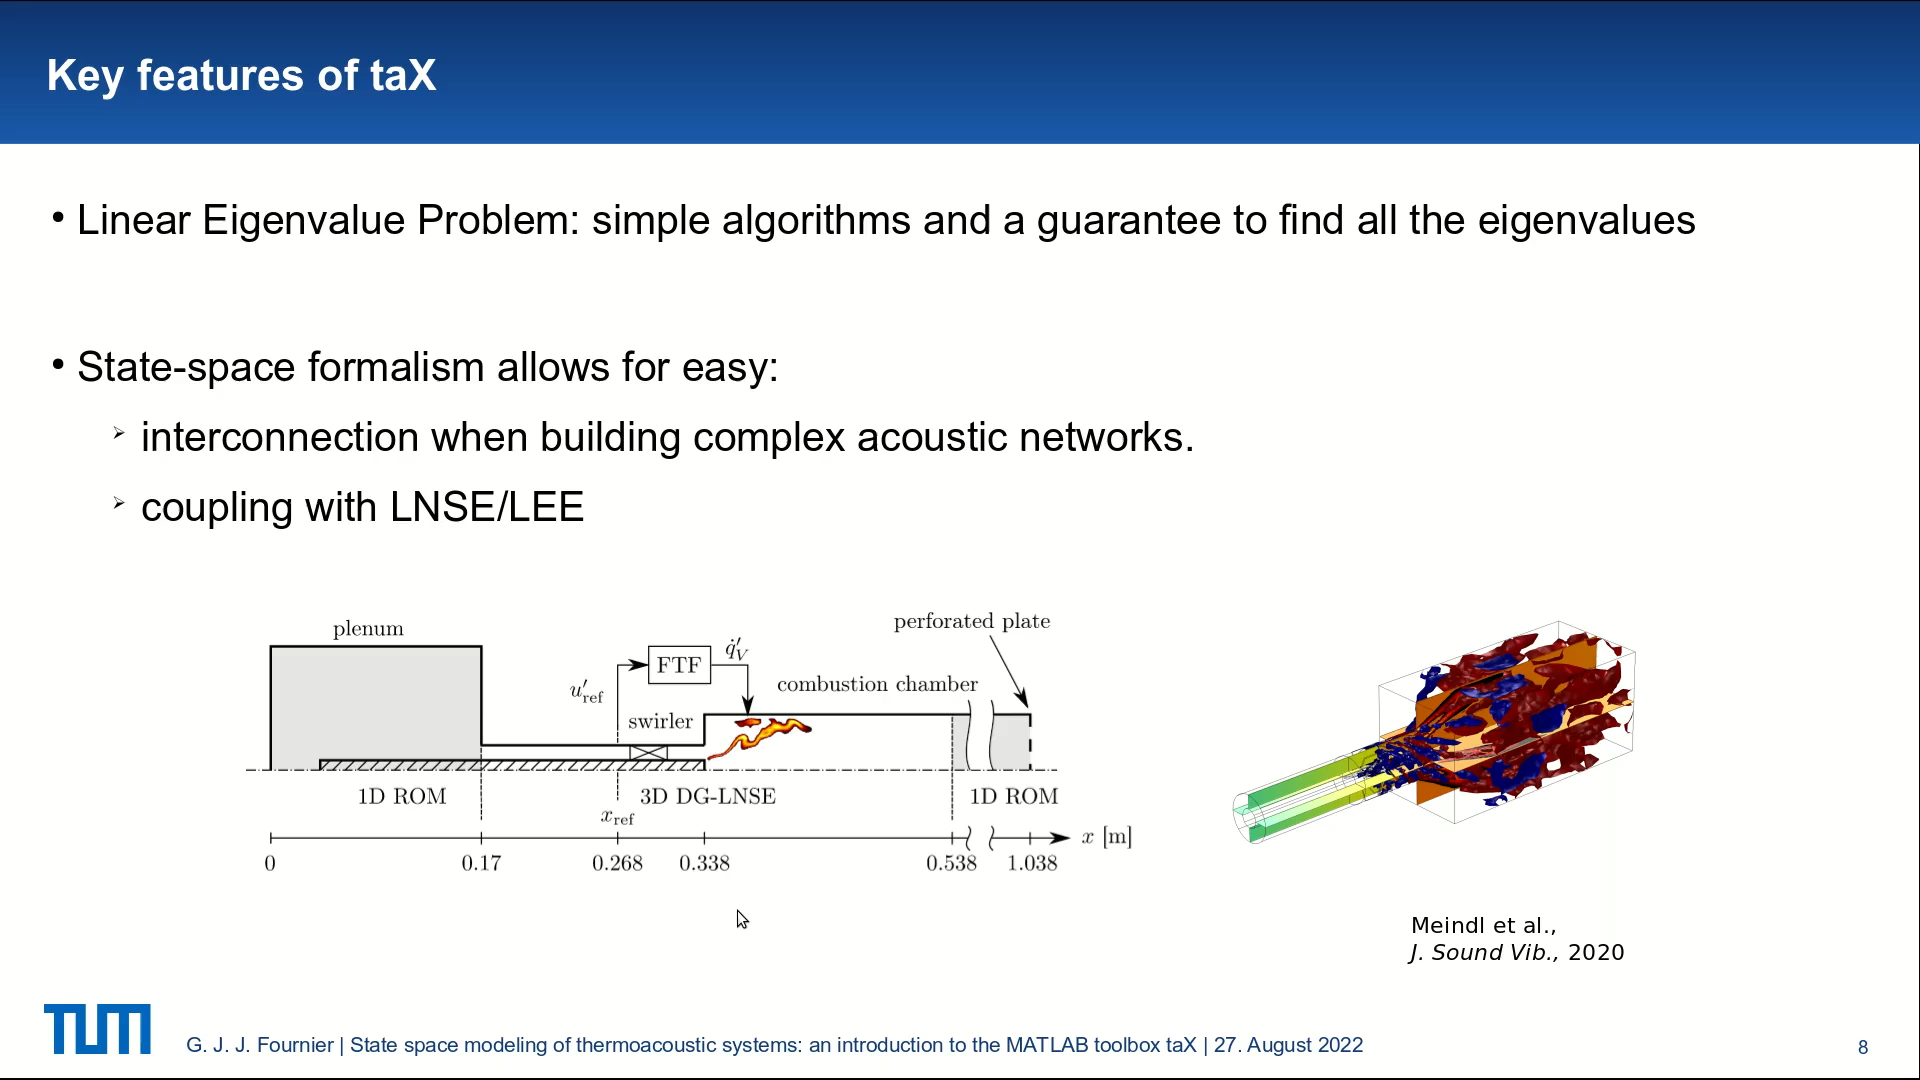 Key features of taX
• Linear Eigenvalue Problem: simple algorithms and a guarantee to find all the eigenvalues
• State-space formalism allows for easy:
➢ interconnection when building complex acoustic networks.
➢ coupling with LNSE/LEE
perforated plate
plenum
FTF
q̇′V
u′ref
combustion chamber
swirler
1D ROM
3D DG-LNSE
1D ROM
xref
x [m]
0 0.17 0.268 0.338 0.538 1.038
Meindl et al.,
J. Sound Vib., 2020
TUM
G. J. J. Fournier | State space modeling of thermoacoustic systems: an introduction to the MATLAB toolbox taX | 27. August 2022
8